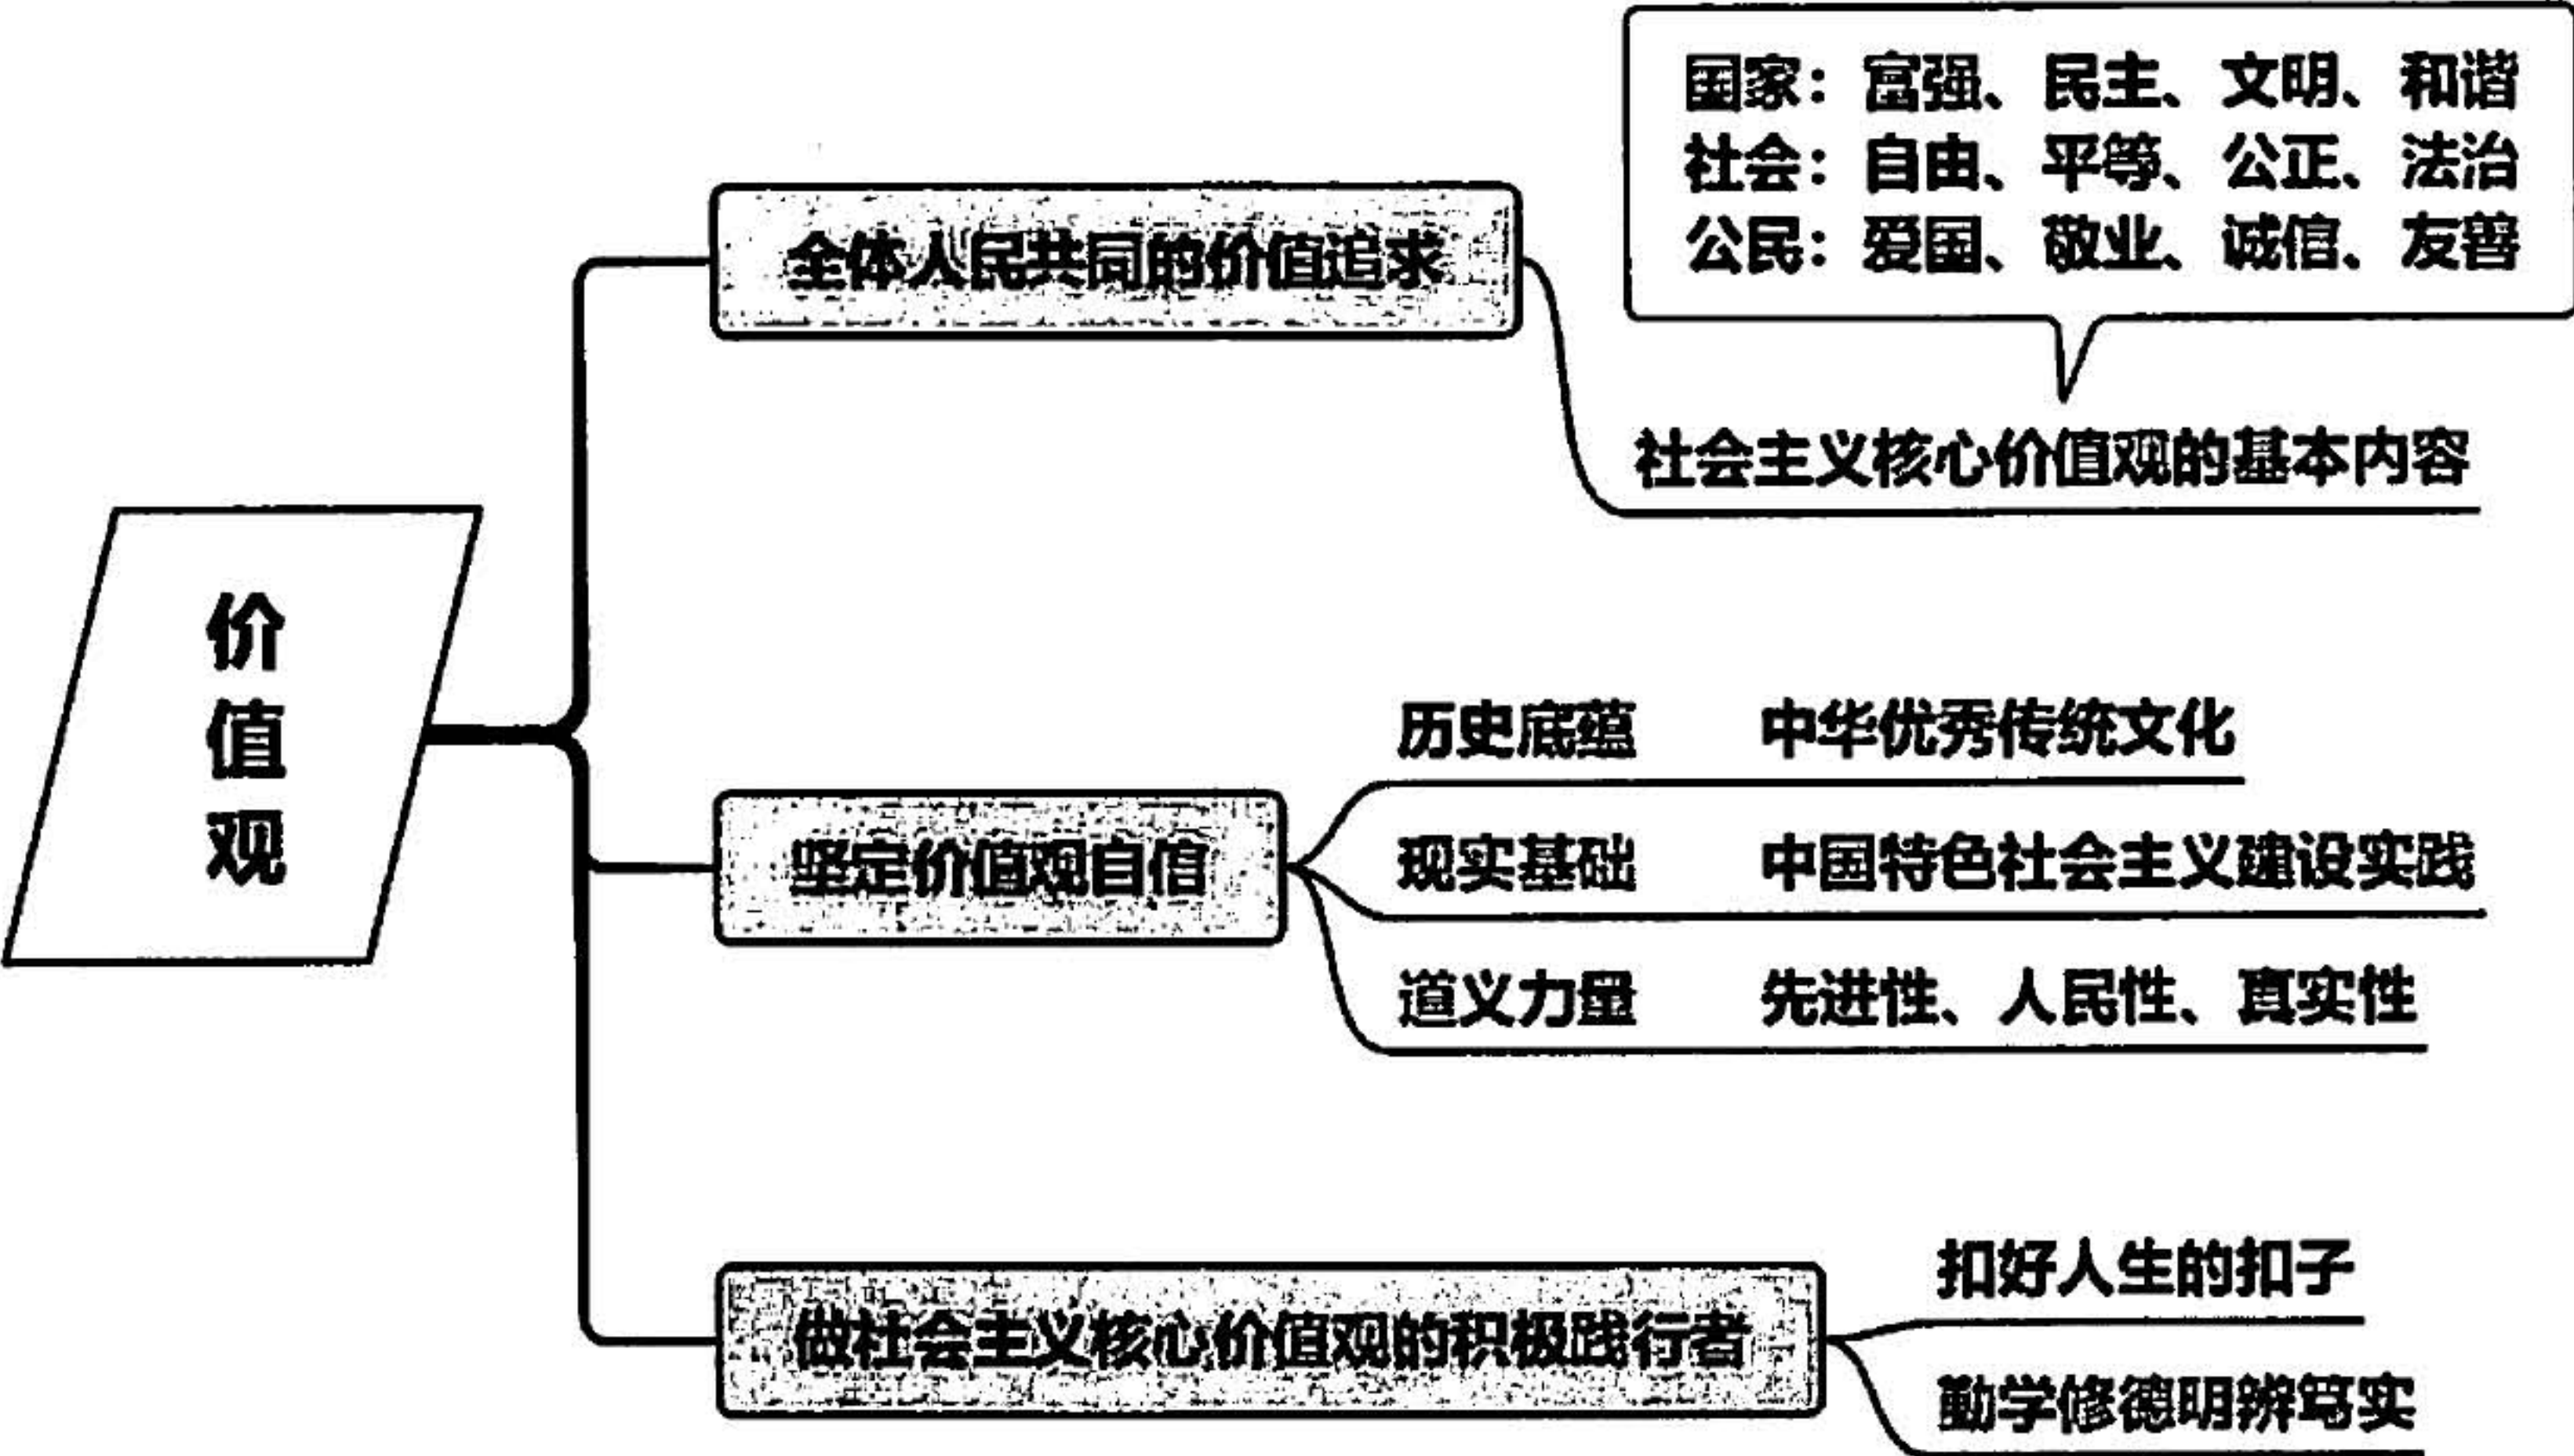 国家：富强、民主、文明、和谐
社会：自由、平等、公正、法治
公民：爱国、敬业、诚信、友善
全体人民共同的价值追求
社会主义核心价值观的基本内容
价值观
历史底蕴 中华优秀传统文化
坚定价值观自信
现实基础 中国特色社会主义建设实践
道义力量 先进性、人民性、真实性
做社会主义核心价值观的积极践行者
扣好人生的扣子
勤学修德明辨笃实